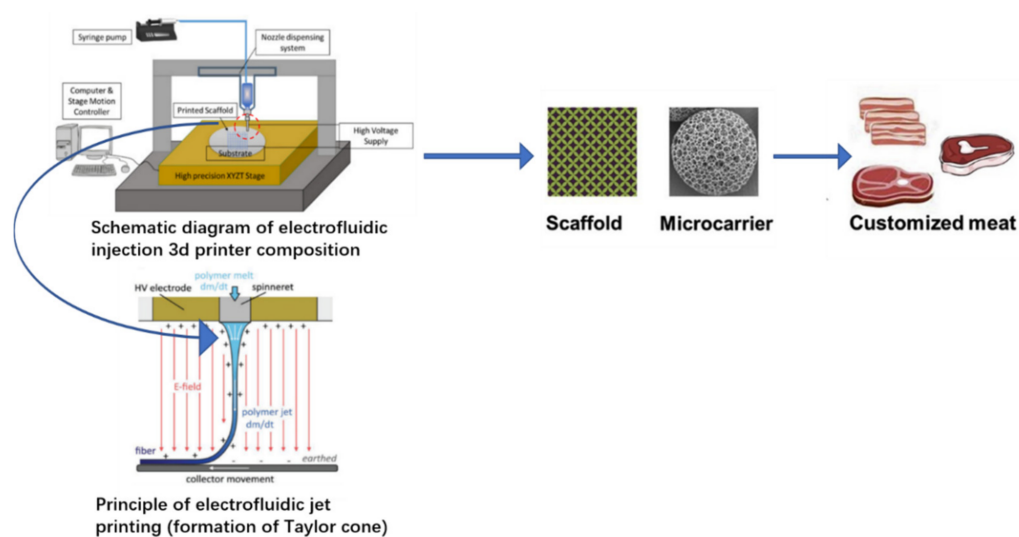 Syringe pump
Nozzle dispensing
system
Computer &
Stage Motion
Controller
Printed Scaffold
High Voltage
Supply
Substrate
High precision XYZT Stage
Schematic diagram of electrofluidic
injection 3d printer composition
polymer melt
dm/dt
HV electrode
spinneret
E-field
polymer jet
dm/dt
fiber
earthed
collector movement
Principle of electrofluidic jet
printing (formation of Taylor cone)
Scaffold
Microcarrier
Customized meat